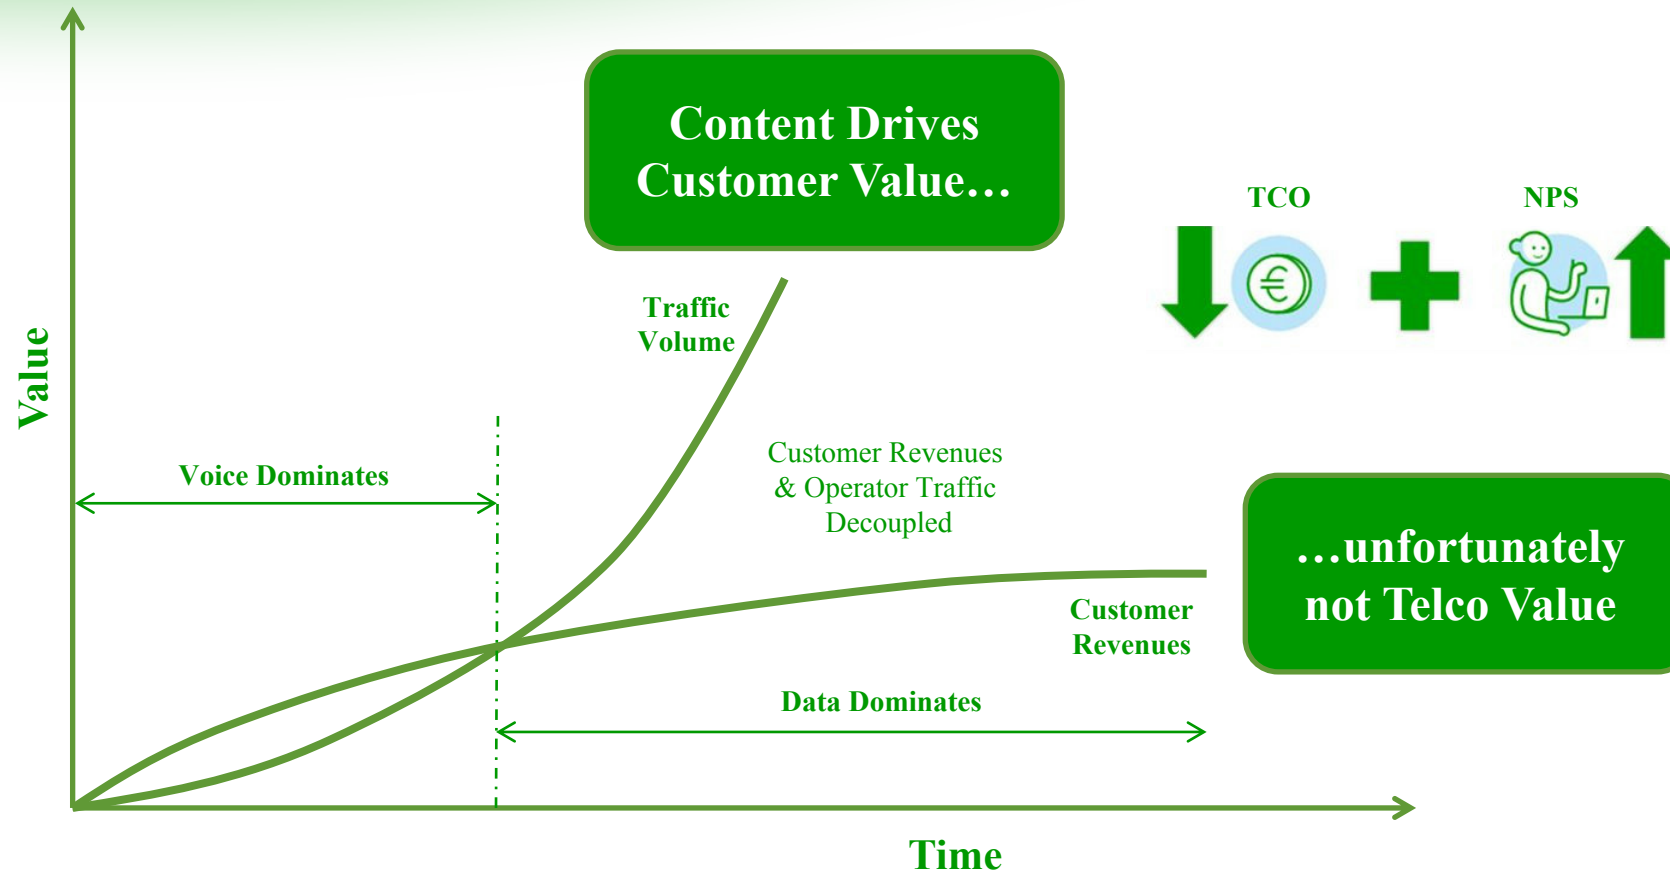 Content Drives
Customer Value…
TCO
NPS
€
Traffic
Volume
Value
Customer Revenues
& Operator Traffic
Decoupled
Voice Dominates
…unfortunately
not Telco Value
Customer
Revenues
Data Dominates
Time